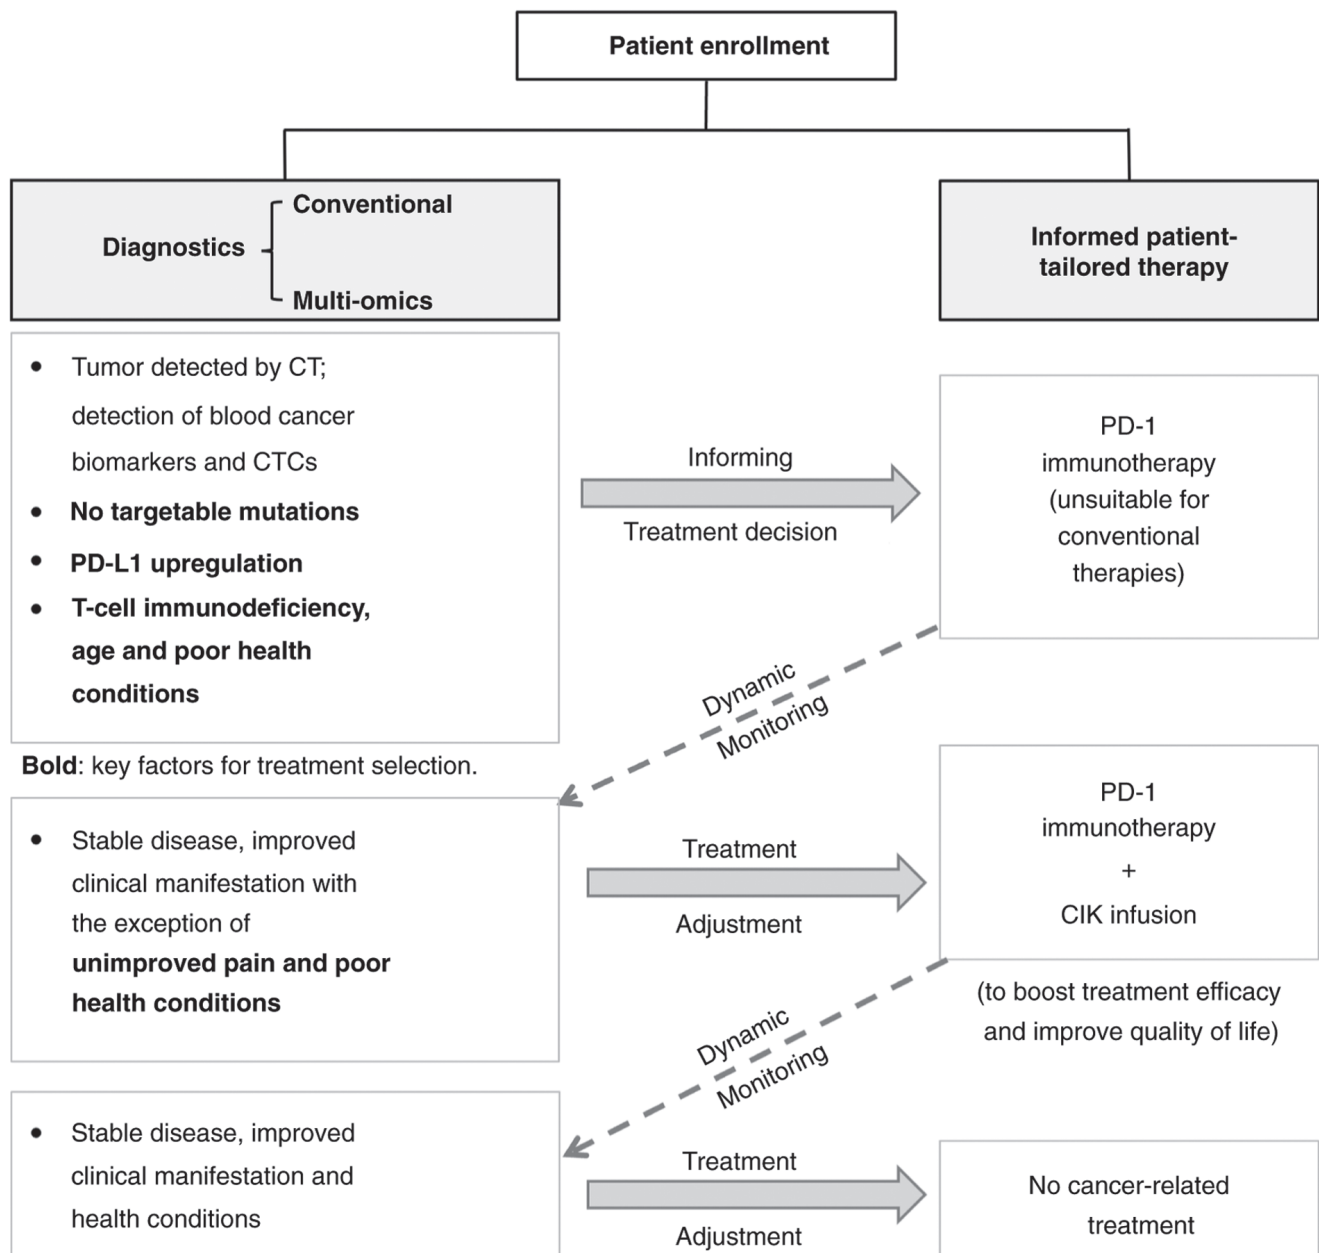 Patient enrollment
Conventional
Diagnostics
Multi-omics
Informed patient-
tailored therapy
• Tumor detected by CT;
detection of blood cancer
biomarkers and CTCs
• No targetable mutations
• PD-L1 upregulation
• T-cell immunodeficiency,
age and poor health
conditions
Bold: key factors for treatment selection.
Informing
Treatment decision
PD-1
immunotherapy
(unsuitable for
conventional
therapies)
Dynamic
Monitoring
• Stable disease, improved
clinical manifestation with
the exception of
unimproved pain and poor
health conditions
Treatment
Adjustment
PD-1
immunotherapy
+
CIK infusion
(to boost treatment efficacy
and improve quality of life)
Dynamic
Monitoring
• Stable disease, improved
clinical manifestation and
health conditions
Treatment
Adjustment
No cancer-related
treatment